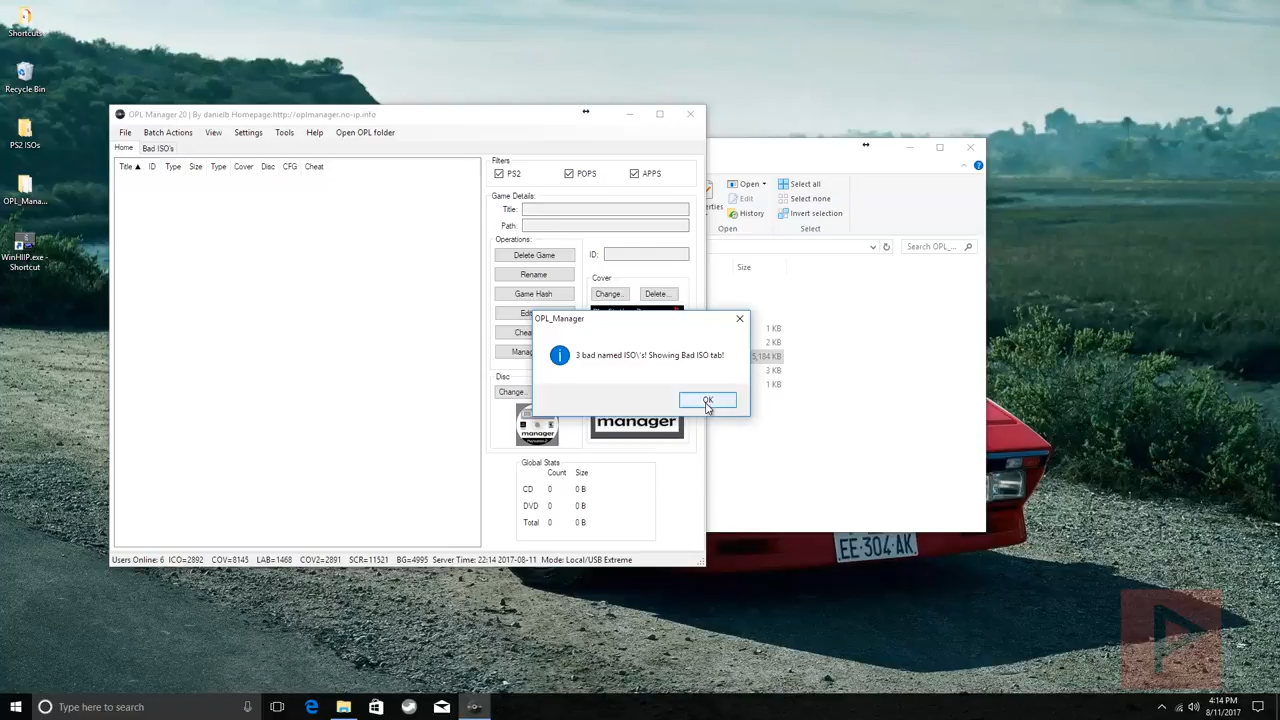 Shortcuts
Recycle Bin
PS2 ISOs
OPL_Mana...
WinHIIP.exe - Shortcut
OPL Manager 20 | By danielb Homepage:http://oplmanager.no-ip.info
File Batch Actions View Settings Tools Help Open OPL folder
Home Bad ISO's
Title ID Type Size Type Cover Disc CFG Cheat
Filters
PS2 POPS APPS
Game Details:
Title:
Path:
Operations:
Delete Game
ID:
Rename
Cover
Game Hash
Change.. Delete...
Edit
Chea
Manag
Disc
Change..
manager
manager
Global Stats
Count Size
CD 0 0 B
DVD 0 0 B
Total 0 0 B
Users Online: 6 ICO=2892 COV=8145 LAB=1468 COV2=2891 SCR=11521 BG=4995 Server Time: 22:14 2017-08-11 Mode: Local/USB Extreme
OPL_Manager
3 bad named ISO\'s! Showing Bad ISO tab!
OK
erties
Open
Edit
History
Open
Select all
Select none
Invert selection
Select
Search OPL_...
Size
1 KB
2 KB
5,184 KB
3 KB
1 KB
EE·304·AK
Type here to search
4:14 PM
8/11/2017